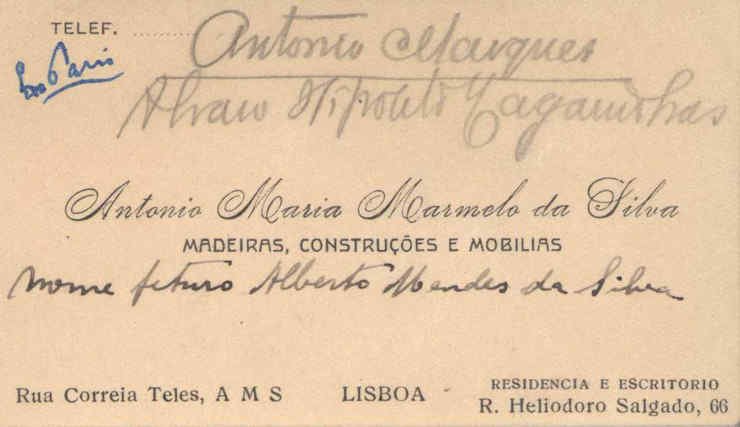 TELEF. ..........
Antonio Marques
Paris
Alvaro Hipolito
Antonio Maria Marmelo da Silva
MADEIRAS, CONSTRUÇÕES E MOBILIAS
Nome futuro Alberto Mendes da Silva
Rua Correia Teles, A M S
LISBOA
RESIDENCIA E ESCRITORIO
R. Heliodoro Salgado, 66